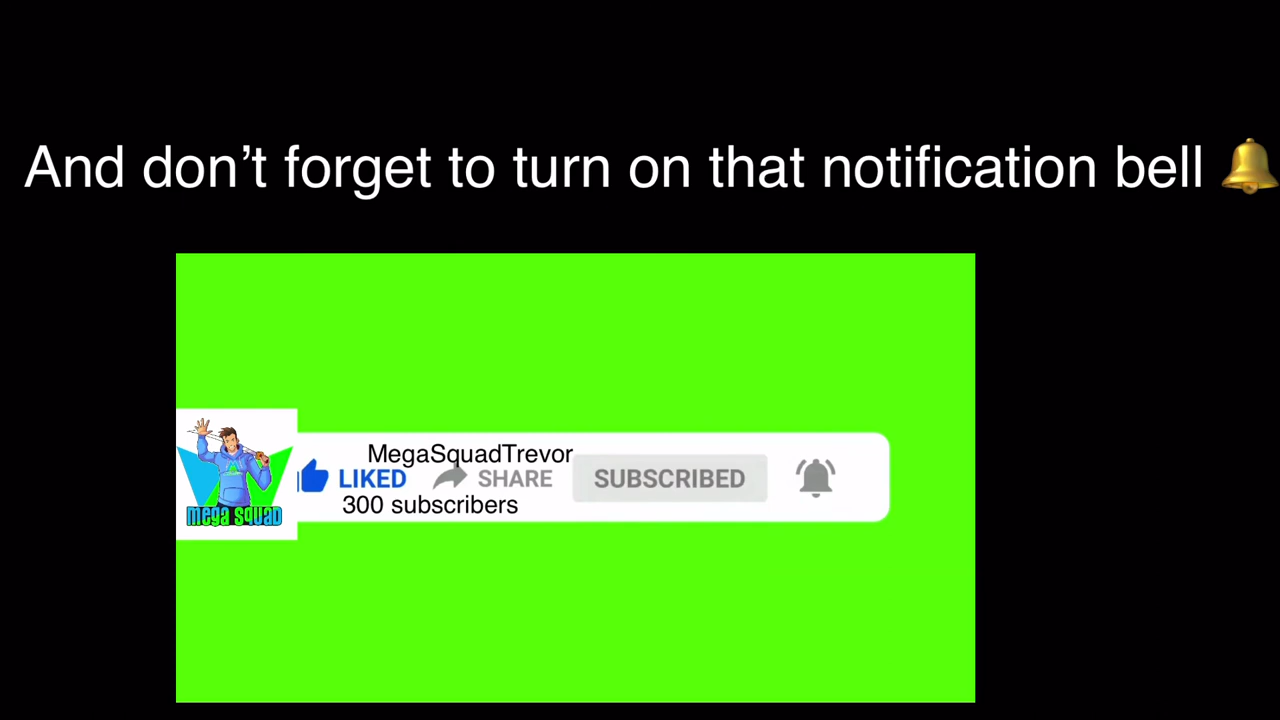 And don’t forget to turn on that notification bell 🔔
MegaSquadTrevor
LIKED SHARE SUBSCRIBED
300 subscribers
mega squad